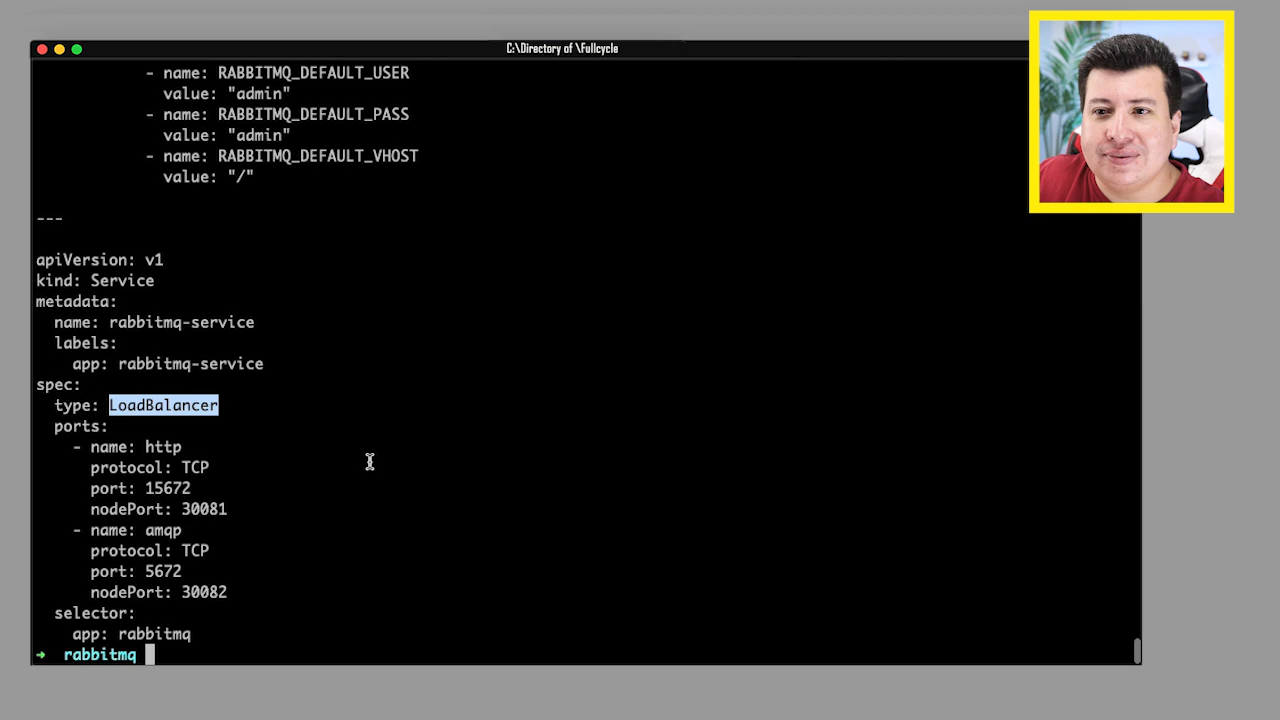 C:\Directory of \Fullcycle
- name: RABBITMQ_DEFAULT_USER
value: "admin"
- name: RABBITMQ_DEFAULT_PASS
value: "admin"
- name: RABBITMQ_DEFAULT_VHOST
value: "/"
---
apiVersion: v1
kind: Service
metadata:
name: rabbitmq-service
labels:
app: rabbitmq-service
spec:
type: LoadBalancer
ports:
- name: http
protocol: TCP
port: 15672
nodePort: 30081
- name: amqp
protocol: TCP
port: 5672
nodePort: 30082
selector:
app: rabbitmq
➜ rabbitmq